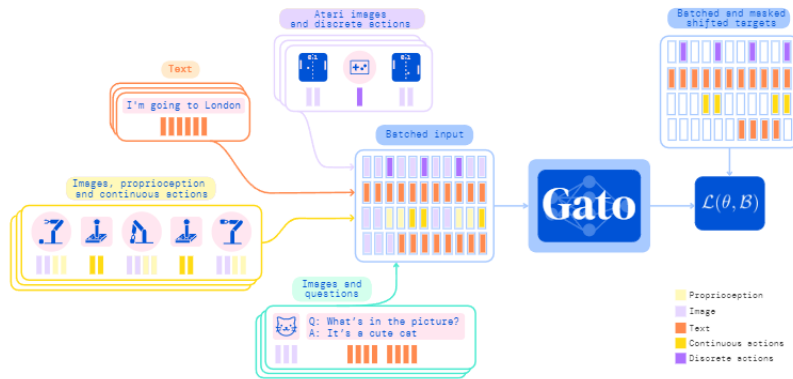 Atari images
and discrete actions
Batched and masked
shifted targets
Text
I'm going to London
Batched input
Images, proprioception
and continuous actions
Gato
L(θ, B)
Images and
questions
Q: What's in the picture?
A: It's a cute cat
Proprioception
Image
Text
Continuous actions
Discrete actions